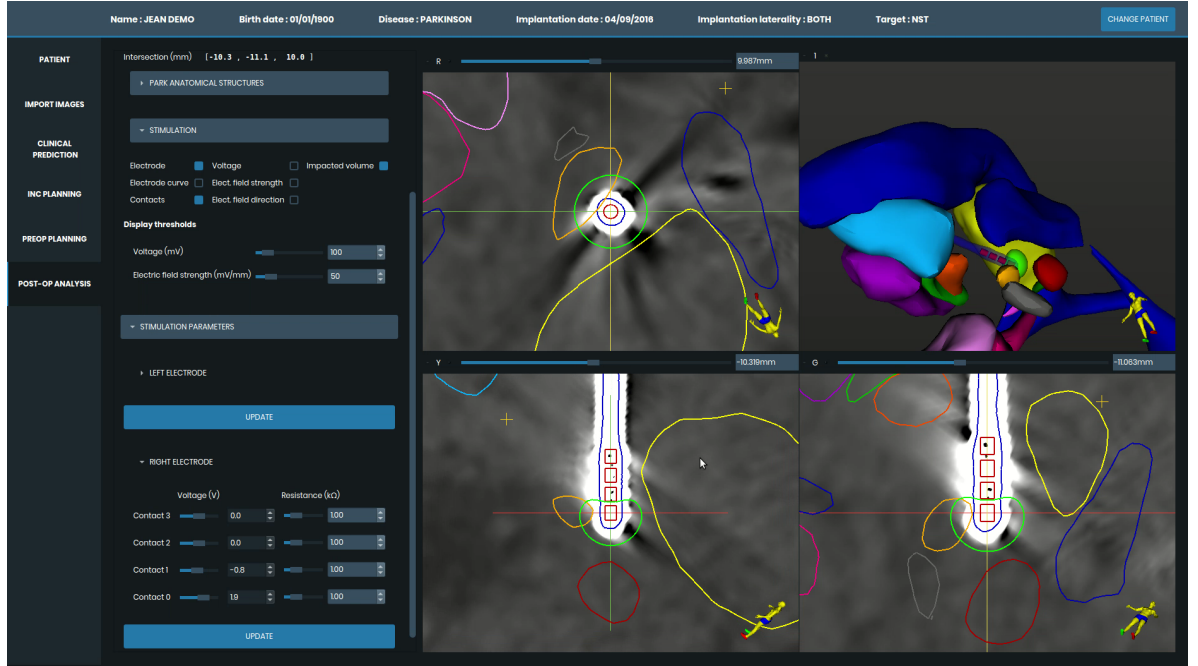 Name : JEAN DEMO Birth date : 01/01/1900 Disease : PARKINSON Implantation date : 04/09/2016 Implantation laterality : BOTH Target : NST CHANGE PATIENT
PATIENT
IMPORT IMAGES
CLINICAL
PREDICTION
INC PLANNING
PREOP PLANNING
POST-OP ANALYSIS
Intersection (mm) [-10.3 , -11.1 , 10.0 ]
PARK ANATOMICAL STRUCTURES
STIMULATION
Electrode Voltage Impacted volume
Electrode curve Elect. field strength
Contacts Elect. field direction
Display thresholds
Voltage (mV) 100
Electric field strength (mV/mm) 50
STIMULATION PARAMETERS
LEFT ELECTRODE
UPDATE
RIGHT ELECTRODE
Voltage (V) Resistance (kΩ)
Contact 3 0.0 1.00
Contact 2 0.0 1.00
Contact 1 -0.8 1.00
Contact 0 1.9 1.00
UPDATE
R 9.987mm
- 1 +
Y -10.319mm
G -11.063mm